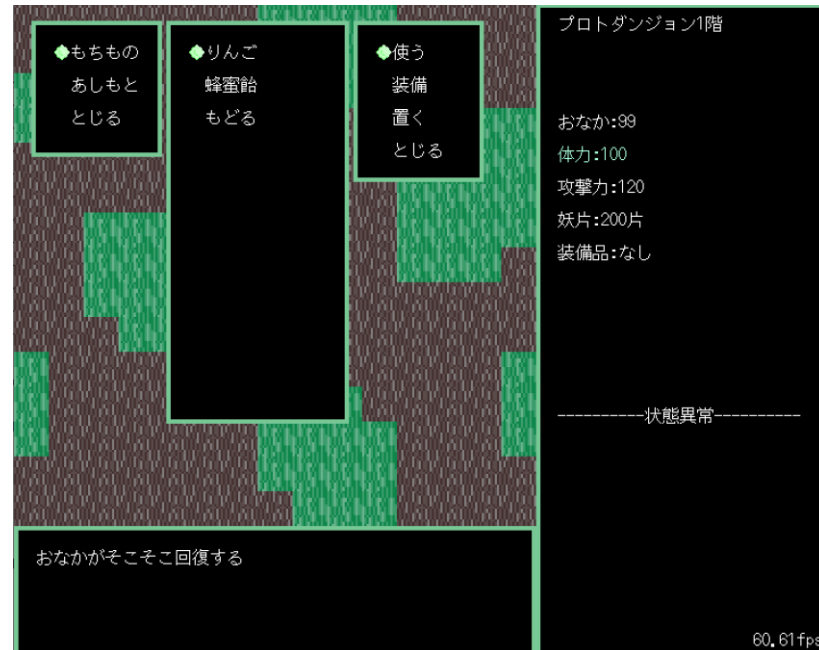 もちもの
あしもと
とじる
りんご
蜂蜜飴
もどる
使う
装備
置く
とじる
プロトダンジョン1階
おなか:99
体力:100
攻撃力:120
妖片:200片
装備品:なし
----------状態異常----------
おなかがそこそこ回復する
60.61fps